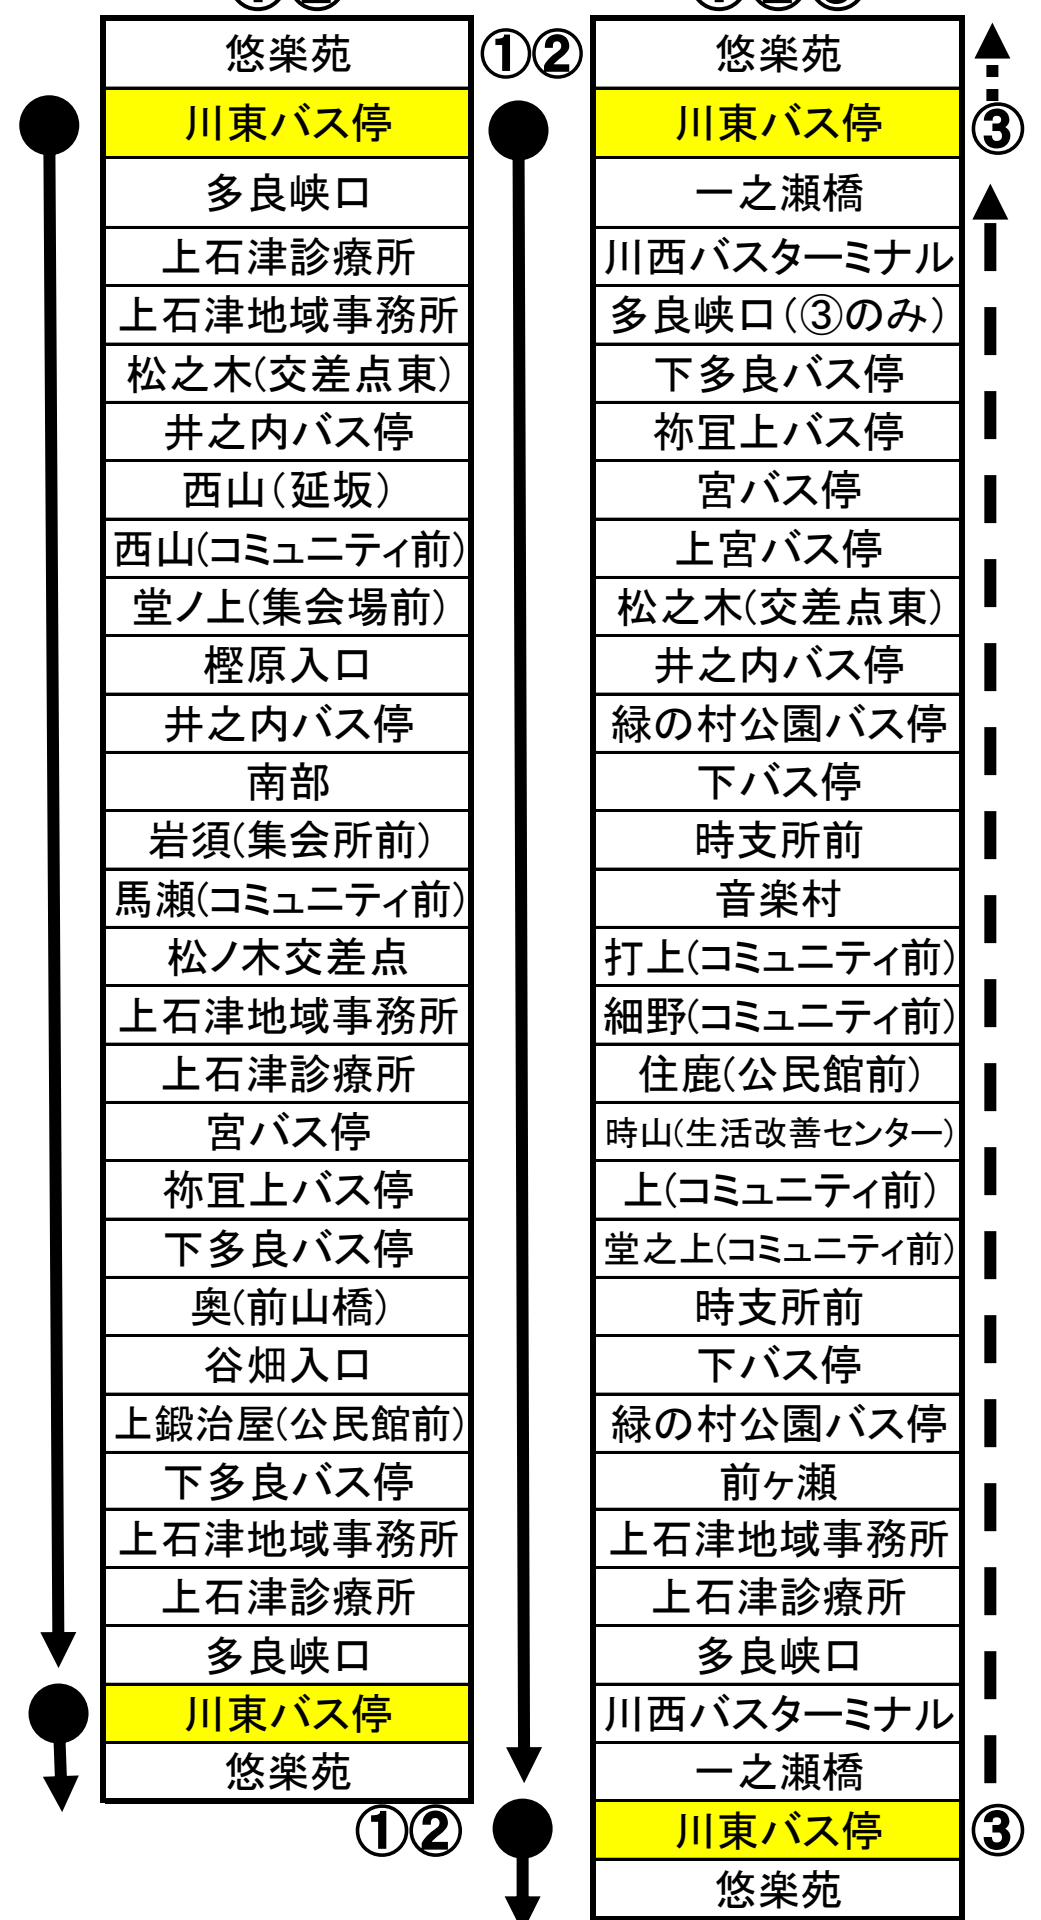 ①②
悠楽苑
川東バス停
多良峡口
上石津診療所
上石津地域事務所
松之木(交差点東)
井之内バス停
西山(延坂)
西山(コミュニティ前)
堂ノ上(集会場前)
樫原入口
井之内バス停
南部
岩須(集会所前)
馬瀬(コミュニティ前)
松ノ木交差点
上石津地域事務所
上石津診療所
宮バス停
祢冝上バス停
下多良バス停
奥(前山橋)
谷畑入口
上鍛治屋(公民館前)
下多良バス停
上石津地域事務所
上石津診療所
多良峡口
川東バス停
悠楽苑
①②
①②
①②③
悠楽苑
川東バス停
一之瀬橋
川西バスターミナル
多良峡口(③のみ)
下多良バス停
祢冝上バス停
宮バス停
上宮バス停
松之木(交差点東)
井之内バス停
緑の村公園バス停
下バス停
時支所前
音楽村
打上(コミュニティ前)
細野(コミュニティ前)
住鹿(公民館前)
時山(生活改善センター)
上(コミュニティ前)
堂之上(コミュニティ前)
時支所前
下バス停
緑の村公園バス停
前ヶ瀬
上石津地域事務所
上石津診療所
多良峡口
川西バスターミナル
一之瀬橋
川東バス停
悠楽苑
③
③